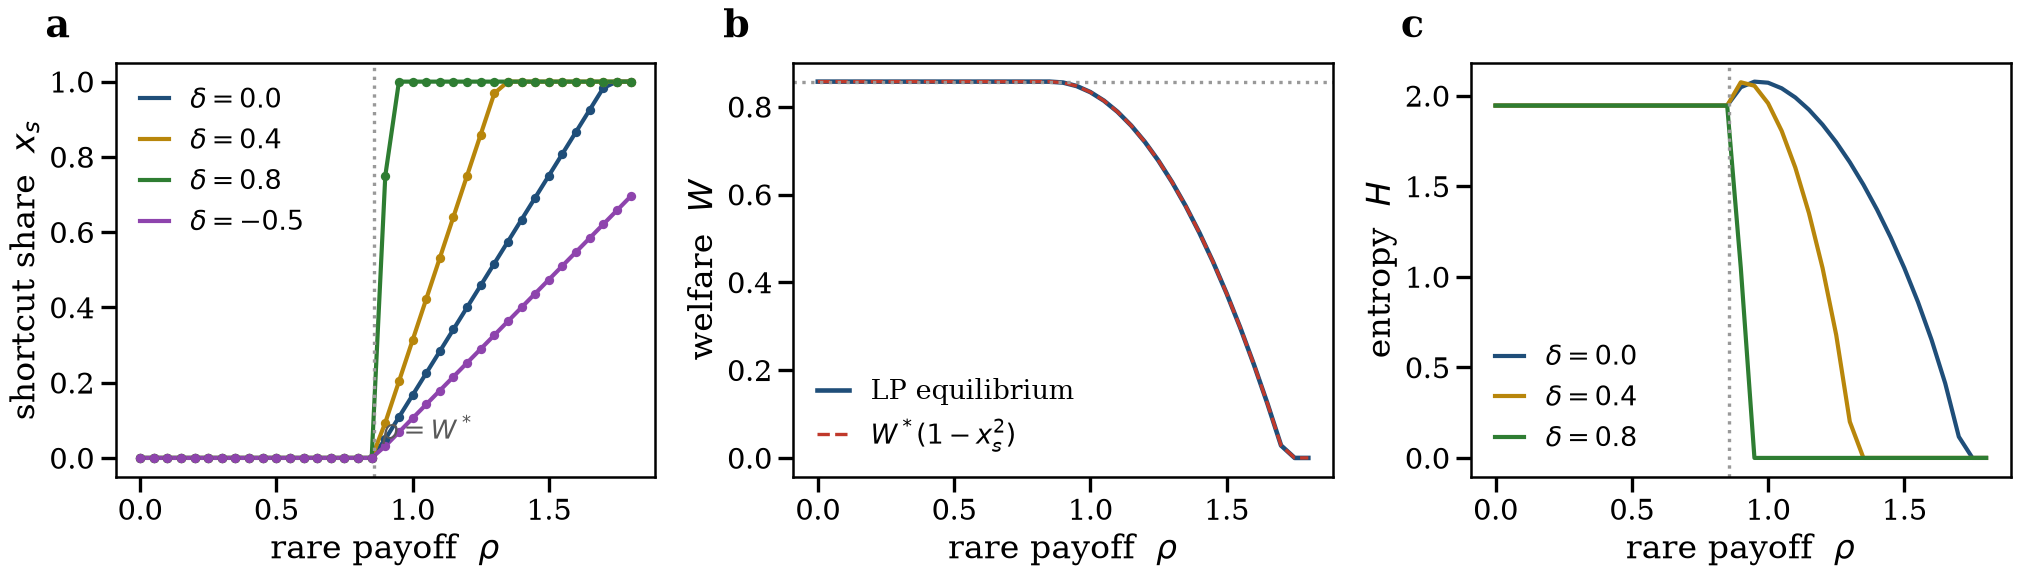 a
shortcut share x_s
1.0
0.8
0.6
0.4
0.2
0.0
δ = 0.0
δ = 0.4
δ = 0.8
δ = −0.5
= W*
0.0 0.5 1.0 1.5
rare payoff ρ
b
welfare W
0.8
0.6
0.4
0.2
0.0
LP equilibrium
W*(1 − x_s^2)
0.0 0.5 1.0 1.5
rare payoff ρ
c
entropy H
2.0
1.5
1.0
0.5
0.0
δ = 0.0
δ = 0.4
δ = 0.8
0.0 0.5 1.0 1.5
rare payoff ρ